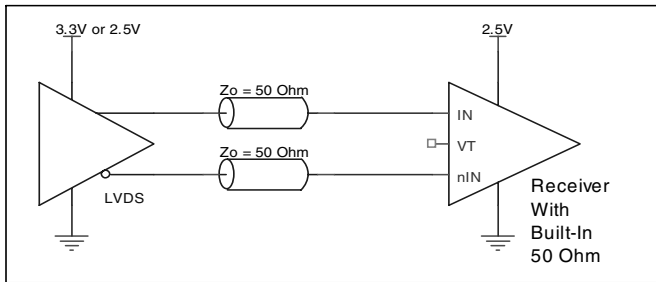 3.3V or 2.5V
2.5V
Zo = 50 Ohm
IN
VT
Zo = 50 Ohm
nIN
LVDS
Receiver
With
Built-In
50 Ohm